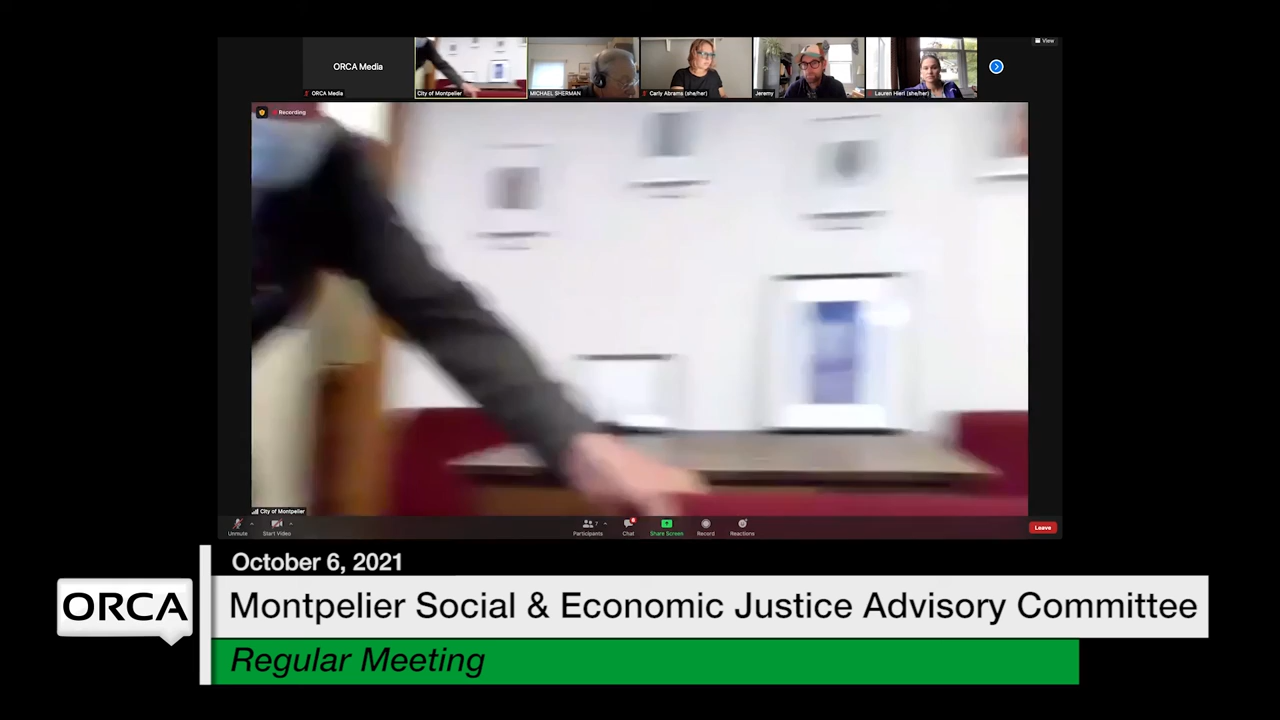 View
ORCA Media
ORCA Media
City of Montpelier
MICHAEL SHERMAN
Carly Abrams (she/her)
Jeremy
Lauren Hierl (she/her)
Recording
City of Montpelier
Unmute
Start Video
Participants
7
Chat
Share Screen
Record
Reactions
Leave
October 6, 2021
ORCA
Montpelier Social & Economic Justice Advisory Committee
Regular Meeting